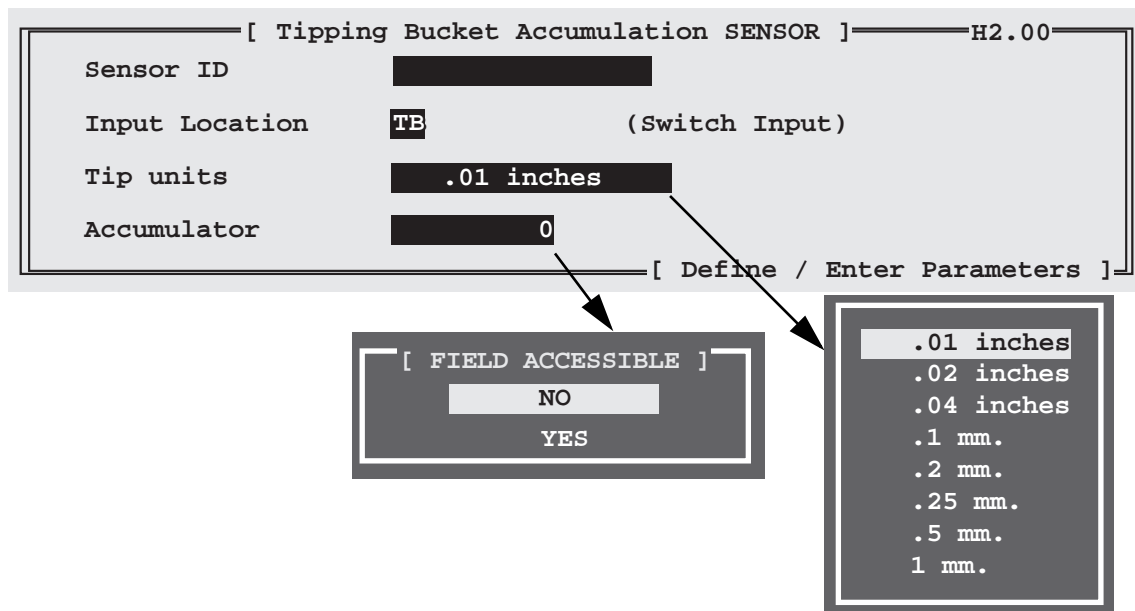 [ Tipping Bucket Accumulation SENSOR ] H2.00
Sensor ID
Input Location TB (Switch Input)
Tip units .01 inches
Accumulator 0
[ Define / Enter Parameters ]
[ FIELD ACCESSIBLE ]
NO
YES
.01 inches
.02 inches
.04 inches
.1 mm.
.2 mm.
.25 mm.
.5 mm.
1 mm.